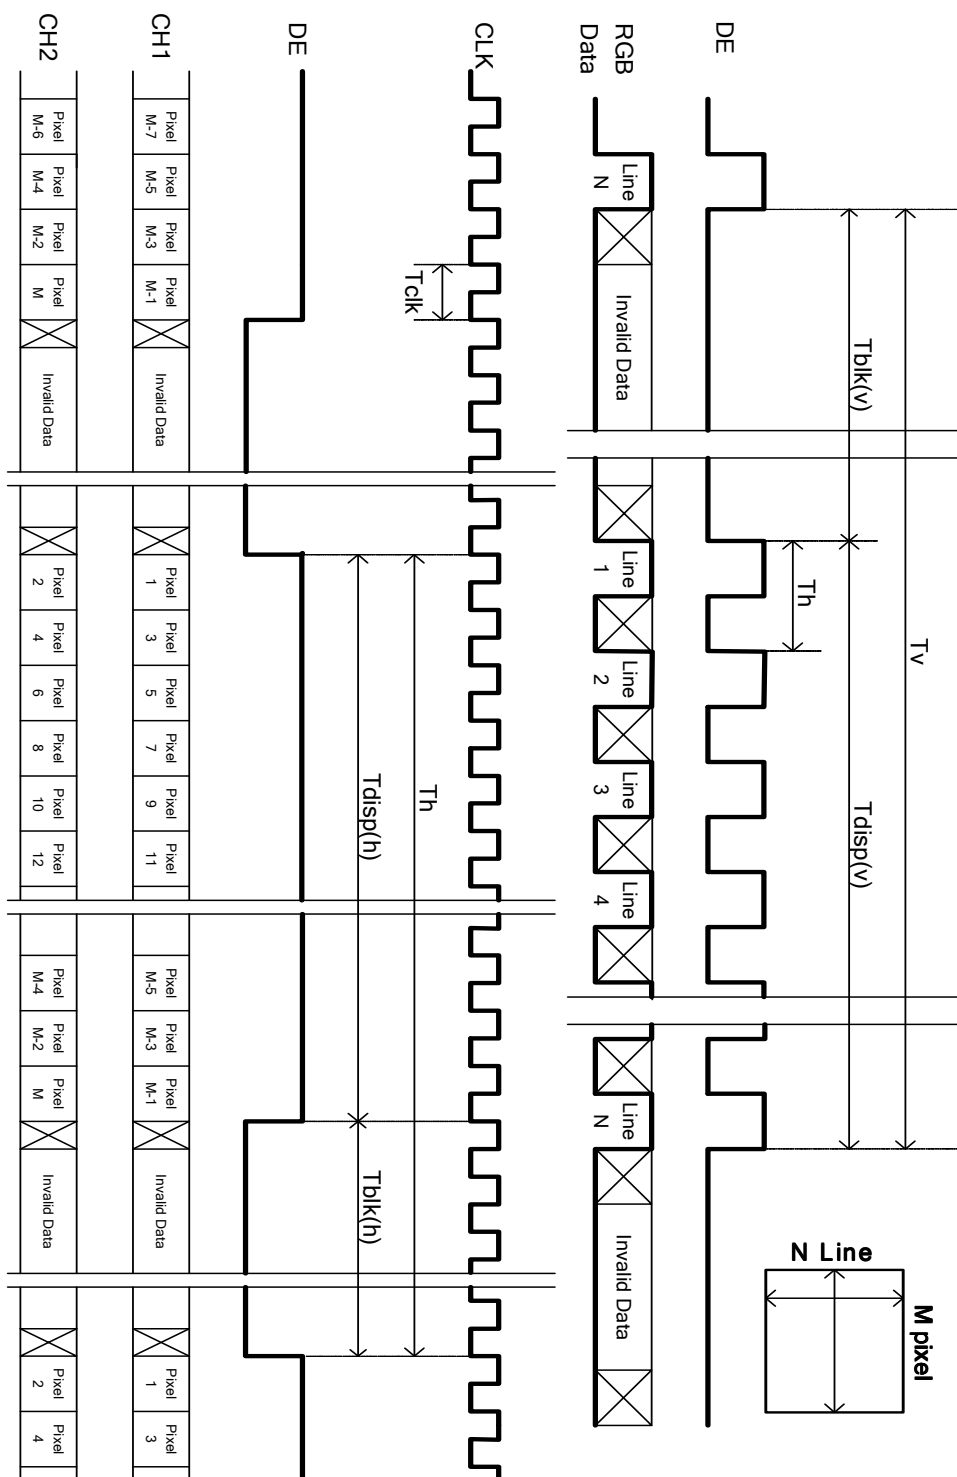 DE
Tv
Tblk(v)
Tdisp(v)
Th
RGB
Data
Line
N
Invalid Data
Line
1
Line
2
Line
3
Line
4
Line
N
Invalid Data
N Line
M pixel
CLK
Tclk
Th
DE
Tdisp(h)
Tblk(h)
CH1
Pixel
M-7
Pixel
M-5
Pixel
M-3
Pixel
M-1
Invalid Data
Pixel
1
Pixel
3
Pixel
5
Pixel
7
Pixel
9
Pixel
11
Pixel
M-5
Pixel
M-3
Pixel
M-1
Invalid Data
Pixel
1
Pixel
3
CH2
Pixel
M-6
Pixel
M-4
Pixel
M-2
Pixel
M
Invalid Data
Pixel
2
Pixel
4
Pixel
6
Pixel
8
Pixel
10
Pixel
12
Pixel
M-4
Pixel
M-2
Pixel
M
Invalid Data
Pixel
2
Pixel
4